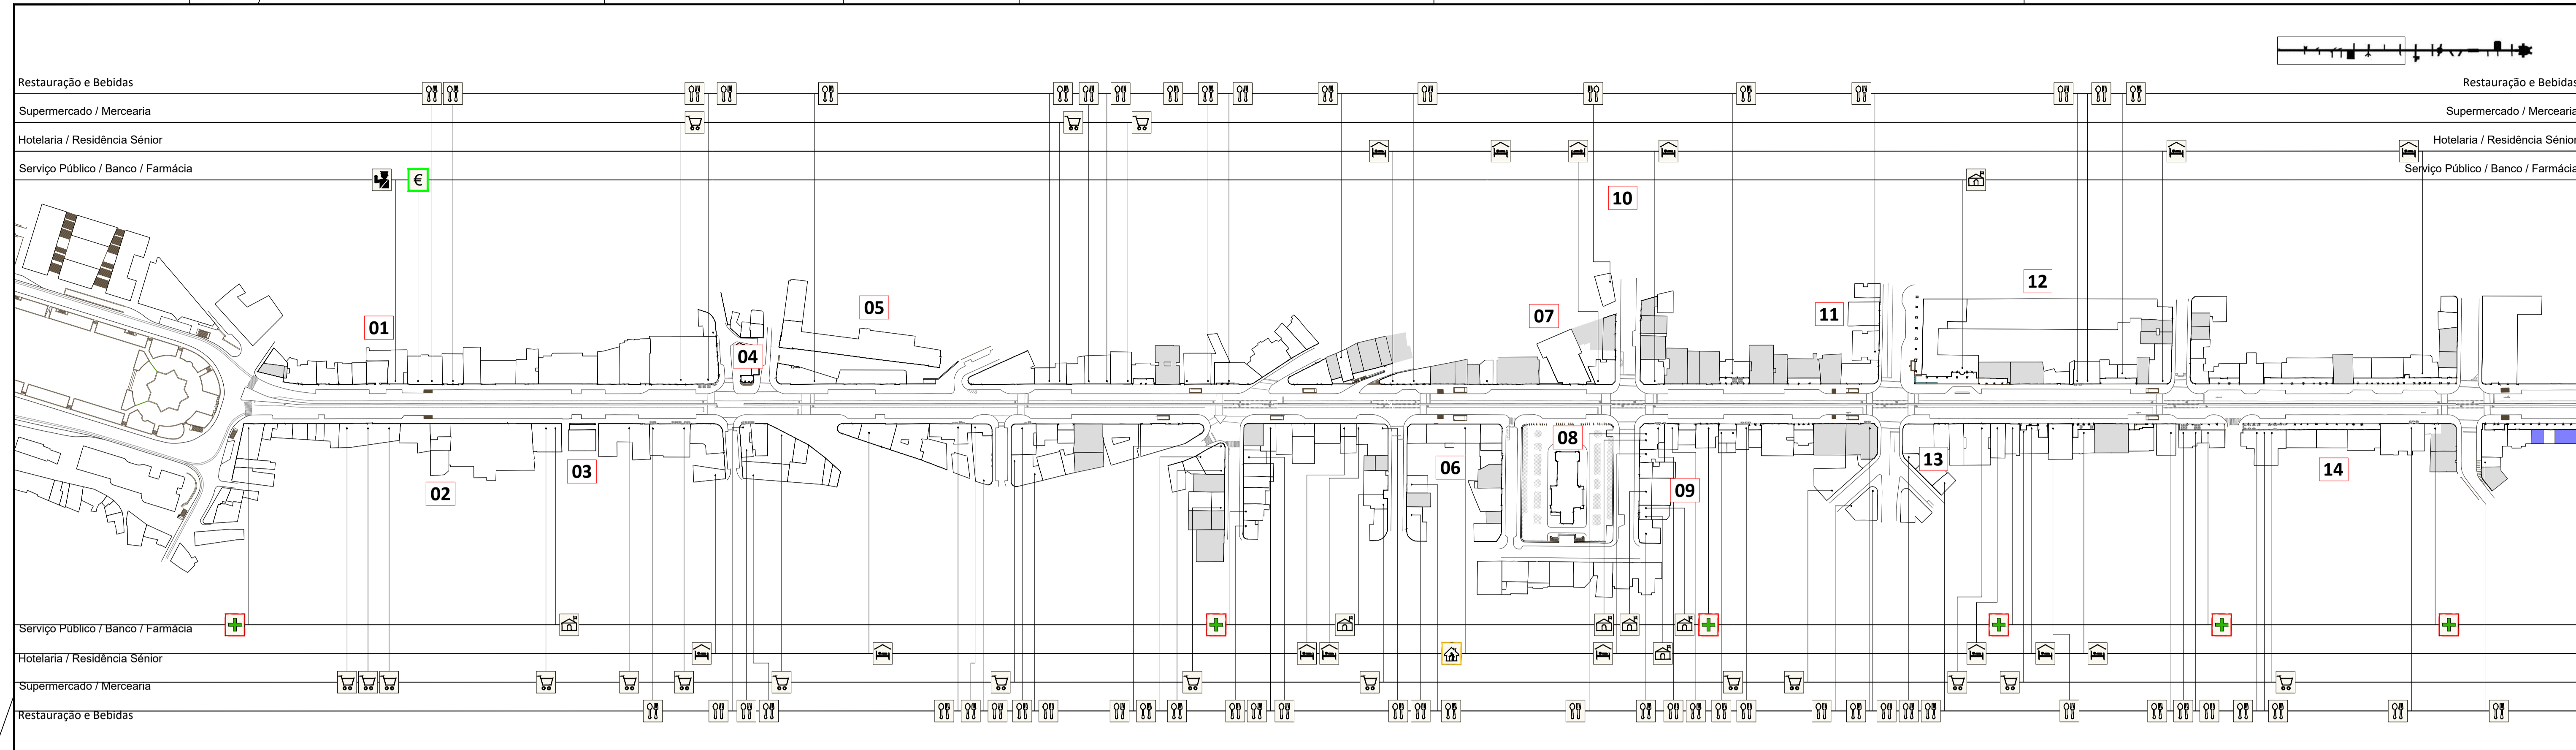 Restauração e Bebidas
Restauração e Bebidas
Supermercado / Mercearia
Supermercado / Mercearia
Hotelaria / Residência Sénior
Hotelaria / Residência Sénior
Serviço Público / Banco / Farmácia
Serviço Público / Banco / Farmácia
€
10
12
05
11
07
01
04
08
13
06
03
14
09
02
Serviço Público / Banco / Farmácia
Hotelaria / Residência Sénior
Supermercado / Mercearia
Restauração e Bebidas